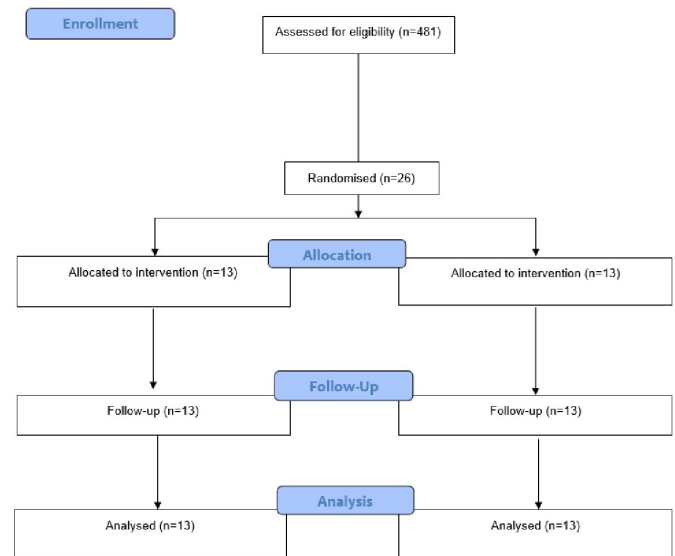 Enrollment
Assessed for eligibility (n=481)
Randomised (n=26)
Allocation
Allocated to intervention (n=13)
Allocated to intervention (n=13)
Follow-Up
Follow-up (n=13)
Follow-up (n=13)
Analysis
Analysed (n=13)
Analysed (n=13)